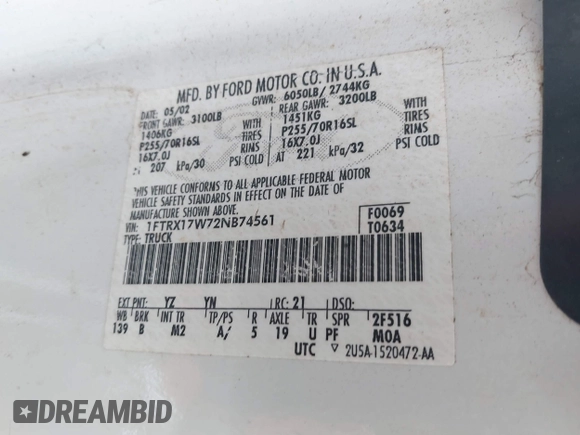 MFD. BY FORD MOTOR CO. IN U.S.A.
DATE: 05/02 GVWR: 6050LB/ 2744KG
FRONT GAWR: 3100LB REAR GAWR: 3200LB
1406KG WITH 1451KG WITH
P255/70R16SL TIRES P255/70R16SL TIRES
16X7.0J RIMS 16X7.0J RIMS
AT 207 kPa/30 PSI COLD AT 221 kPa/32 PSI COLD
THIS VEHICLE CONFORMS TO ALL APPLICABLE FEDERAL MOTOR
VEHICLE SAFETY STANDARDS IN EFFECT ON THE DATE OF
MANUFACTURE SHOWN ABOVE.
VIN: 1FTRX17W72NB74561 F0069
TYPE: TRUCK T0634
EXT PNT: YZ YN RC: 21 DSO:
WB BRK INT TR TP/PS R AXLE TR SPR 2F516
139 B M2 A/ 5 19 U PF M0A
UTC ▽ 2U5A-1520472-AA
DREAMBID